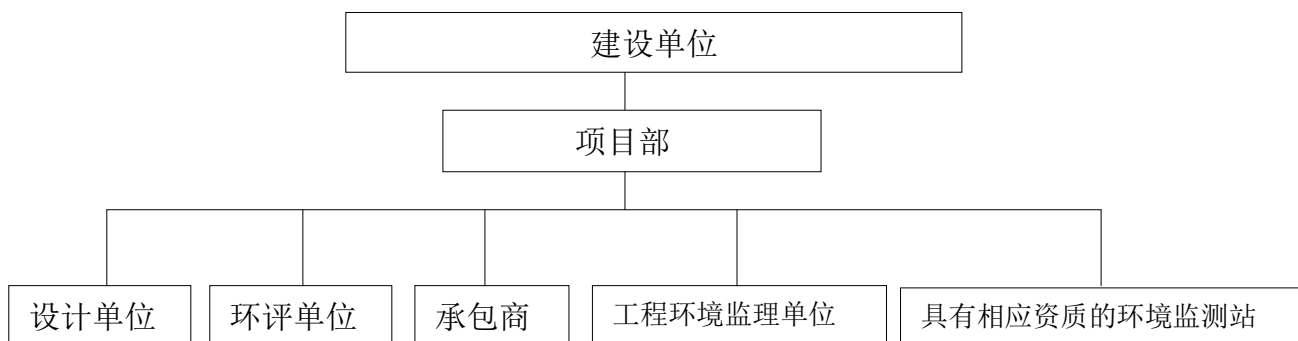 建设单位
项目部
设计单位
环评单位
承包商
工程环境监理单位
具有相应资质的环境监测站